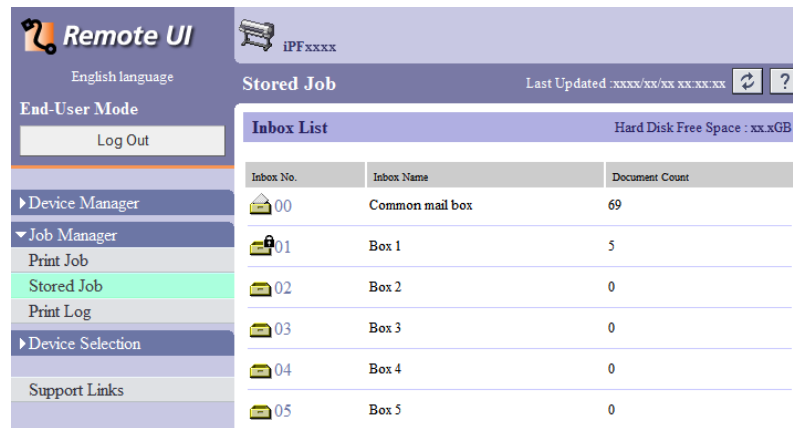 Remote UI
English language
End-User Mode
Log Out
Device Manager
Job Manager
Print Job
Stored Job
Print Log
Device Selection
Support Links
iPFxxxx
Stored Job Last Updated :xxxx/xx/xx xx:xx:xx ?
Inbox List Hard Disk Free Space : xx.xGB
Inbox No. Inbox Name Document Count
00 Common mail box 69
01 Box 1 5
02 Box 2 0
03 Box 3 0
04 Box 4 0
05 Box 5 0